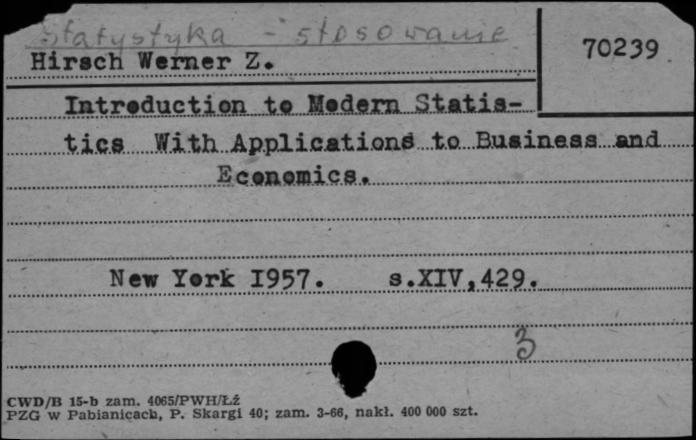 Statystyka - stosowanie
70239
Hirsch Werner Z.
Introduction to Modern Statis-
tics With Applications to Business and
Economics.
New York I957. s.XIV,429.
3
CWD/B 15-b zam. 4065/PWH/Łź
PZG w Pabianicach, P. Skargi 40; zam. 3-66, nakł. 400 000 szt.